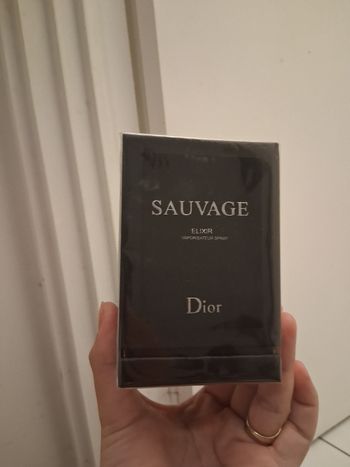 SAUVAGE
ELIXIR
VAPORISATEUR SPRAY
Dior